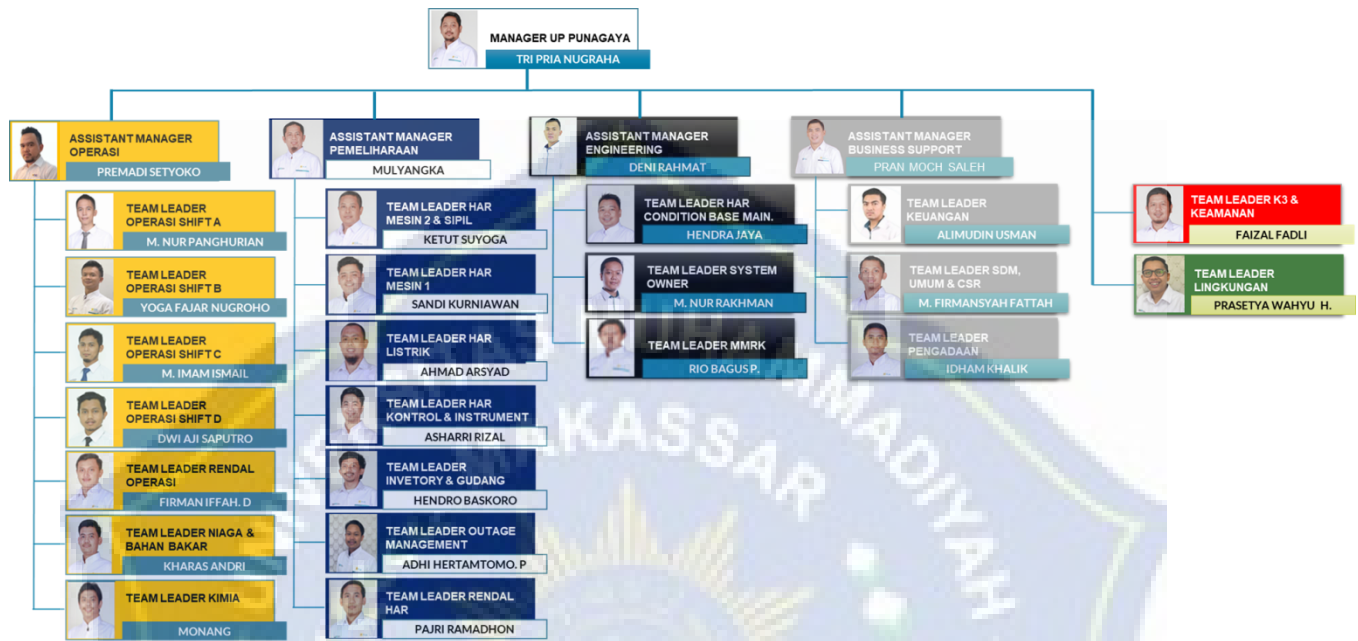 MANAGER UP PUNAGAYA
TRI PRIA NUGRAHA
ASSISTANT MANAGER
OPERASI
PREMADI SETYOKO
TEAM LEADER
OPERASI SHIFT A
M. NUR PANGHURIAN
TEAM LEADER
OPERASI SHIFT B
YOGA FAJAR NUGROHO
TEAM LEADER
OPERASI SHIFT C
M. IMAM ISMAIL
TEAM LEADER
OPERASI SHIFT D
DWI AJI SAPUTRO
TEAM LEADER RENDAL
OPERASI
FIRMAN IFFAH. D
TEAM LEADER NIAGA &
BAHAN BAKAR
KHARAS ANDRI
TEAM LEADER KIMIA
MONANG
ASSISTANT MANAGER
PEMELIHARAAN
MULYANGKA
TEAM LEADER HAR
MESIN 2 & SIPIL
KETUT SUYOGA
TEAM LEADER HAR
MESIN 1
SANDI KURNIAWAN
TEAM LEADER HAR
LISTRIK
AHMAD ARSYAD
TEAM LEADER HAR
KONTROL & INSTRUMENT
ASHARRI RIZAL
TEAM LEADER
INVETORY & GUDANG
HENDRO BASKORO
TEAM LEADER OUTAGE
MANAGEMENT
ADHI HERTAMTOMO. P
TEAM LEADER RENDAL
HAR
PAJRI RAMADHON
ASSISTANT MANAGER
ENGINEERING
DENI RAHMAT
TEAM LEADER HAR
CONDITION BASE MAIN.
HENDRA JAYA
TEAM LEADER SYSTEM
OWNER
M. NUR RAKHMAN
TEAM LEADER MMRK
RIO BAGUS P.
ASSISTANT MANAGER
BUSINESS SUPPORT
PRAN MOCH SALEH
TEAM LEADER
KEUANGAN
ALIMUDIN USMAN
TEAM LEADER SDM,
UMUM & CSR
M. FIRMANSYAH FATTAH
TEAM LEADER
PENGADAAN
IDHAM KHALIK
TEAM LEADER K3 &
KEAMANAN
FAIZAL FADLI
TEAM LEADER
LINGKUNGAN
PRASETYA WAHYU H.
MAKASSAR